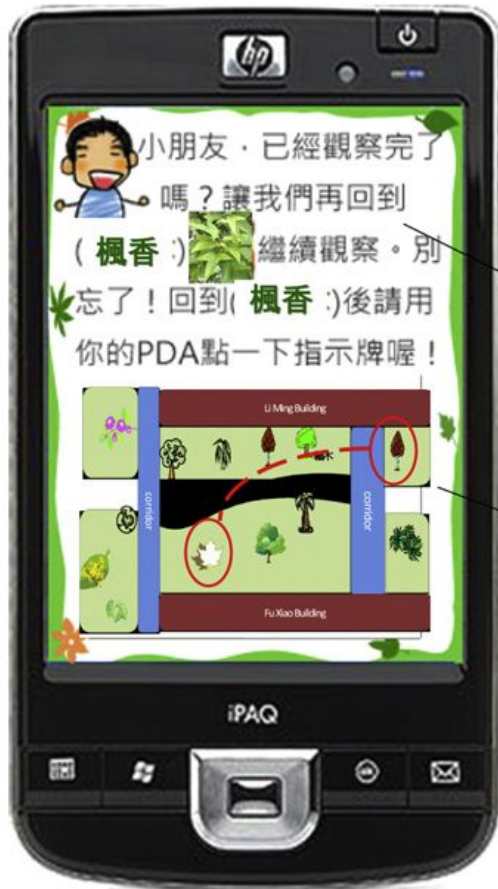 hp
小朋友，已經觀察完了
嗎？讓我們再回到
( 楓香 :) 繼續觀察。別
忘了！回到( 楓香 :)後請用
你的PDA點一下指示牌喔！
Li Ming Building
corridor
corridor
Fu Xiao Building
iPAQ
ok